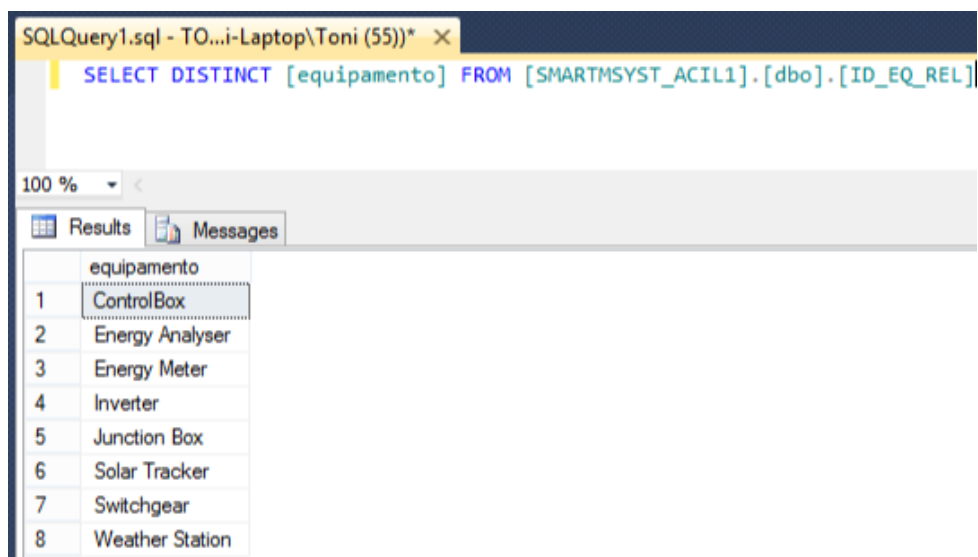 SQLQuery1.sql - TO...i-Laptop\Toni (55))* ×
SELECT DISTINCT [equipamento] FROM [SMARTMSYST_ACIL1].[dbo].[ID_EQ_REL]
100 %
Results Messages
equipamento
1 ControlBox
2 Energy Analyser
3 Energy Meter
4 Inverter
5 Junction Box
6 Solar Tracker
7 Switchgear
8 Weather Station